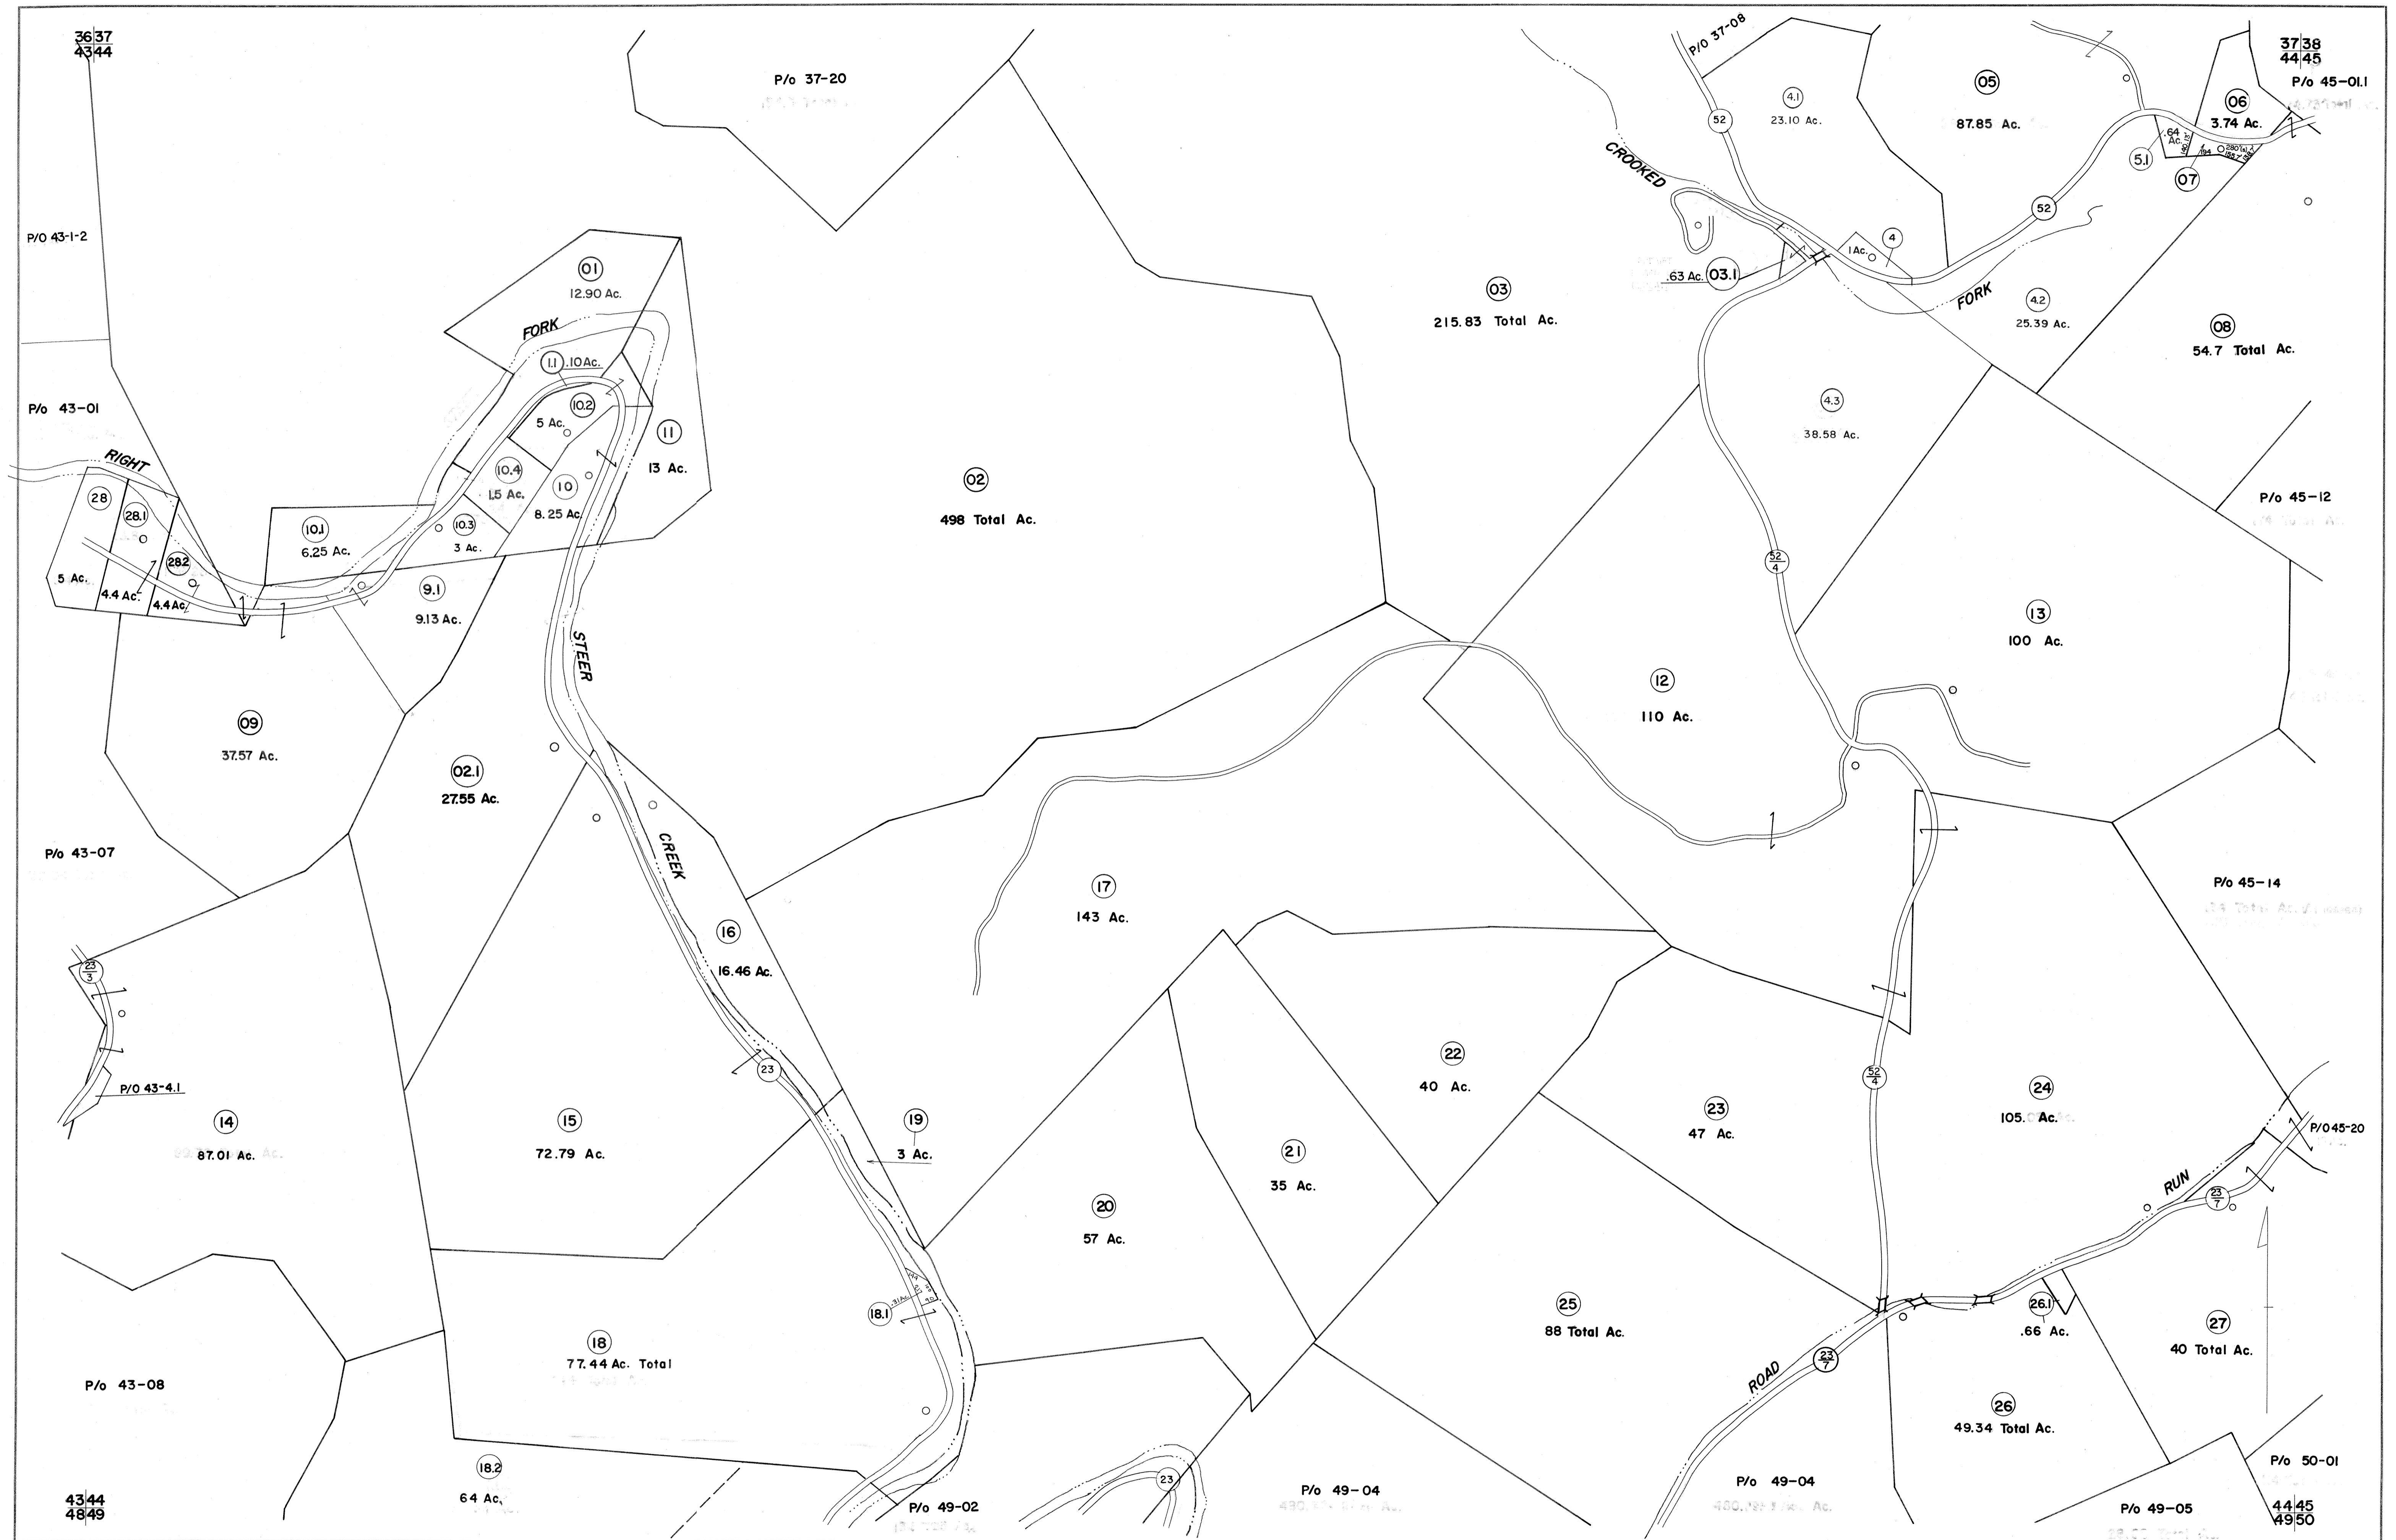 36 37
43 44
P/o 37-20
P/O 37-08
37 38
44 45
P/o 45-01.1
4.1
23.10 Ac.
05
87.85 Ac.
06
3.74 Ac.
52
.64
Ac.
5.1
07
194
CROOKED
52
P/O 43-1-2
01
12.90 Ac.
1 Ac.
4
.63 Ac.
03.1
03
215.83 Total Ac.
FORK
4.2
25.39 Ac.
08
54.7 Total Ac.
FORK
1.1
.10 Ac.
P/o 43-01
10.2
5 Ac.
11
13 Ac.
4.3
38.58 Ac.
RIGHT
28
28.1
28.2
5 Ac.
4.4 Ac.
4.4 Ac.
10.1
6.25 Ac.
10.4
1.5 Ac.
10
8.25 Ac.
10.3
3 Ac.
02
498 Total Ac.
P/o 45-12
52
4
9.1
9.13 Ac.
STEER
13
100 Ac.
12
110 Ac.
09
37.57 Ac.
02.1
27.55 Ac.
P/o 43-07
CREEK
17
143 Ac.
P/o 45-14
16
16.46 Ac.
23
3
P/O 43-4.1
23
22
40 Ac.
52
4
23
47 Ac.
24
105. Ac.
14
87.01 Ac.
15
72.79 Ac.
19
3 Ac.
21
35 Ac.
P/O 45-20
RUN
23
7
20
57 Ac.
18.1
.31 Ac.
25
88 Total Ac.
26.1
.66 Ac.
27
40 Total Ac.
18
77.44 Ac. Total
ROAD
23
7
P/o 43-08
26
49.34 Total Ac.
18.2
64 Ac.
23
P/o 49-02
P/o 49-04
P/o 49-04
P/o 50-01
P/o 49-05
43 44
48 49
44 45
49 50